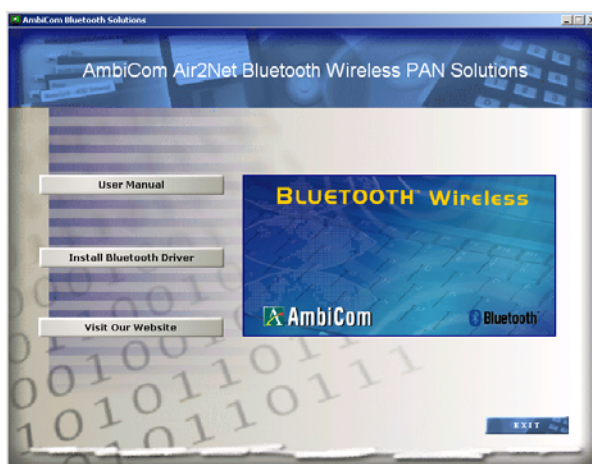 AmbiCom Bluetooth Solutions
AmbiCom Air2Net Bluetooth Wireless PAN Solutions
User Manual
BLUETOOTH™ Wireless
Install Bluetooth Driver
AmbiCom
Bluetooth
Visit Our Website
EXIT